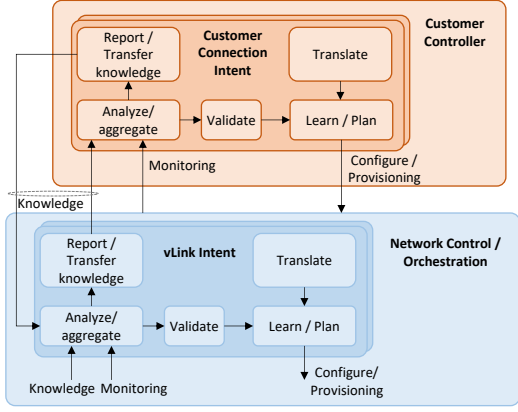 Customer
Controller
Customer
Connection
Intent
Report /
Transfer
knowledge
Translate
Analyze/
aggregate
Validate
Learn / Plan
Monitoring
Configure /
Provisioning
Knowledge
Network Control /
Orchestration
vLink Intent
Report /
Transfer
knowledge
Translate
Analyze/
aggregate
Validate
Learn / Plan
Knowledge
Monitoring
Configure/
Provisioning